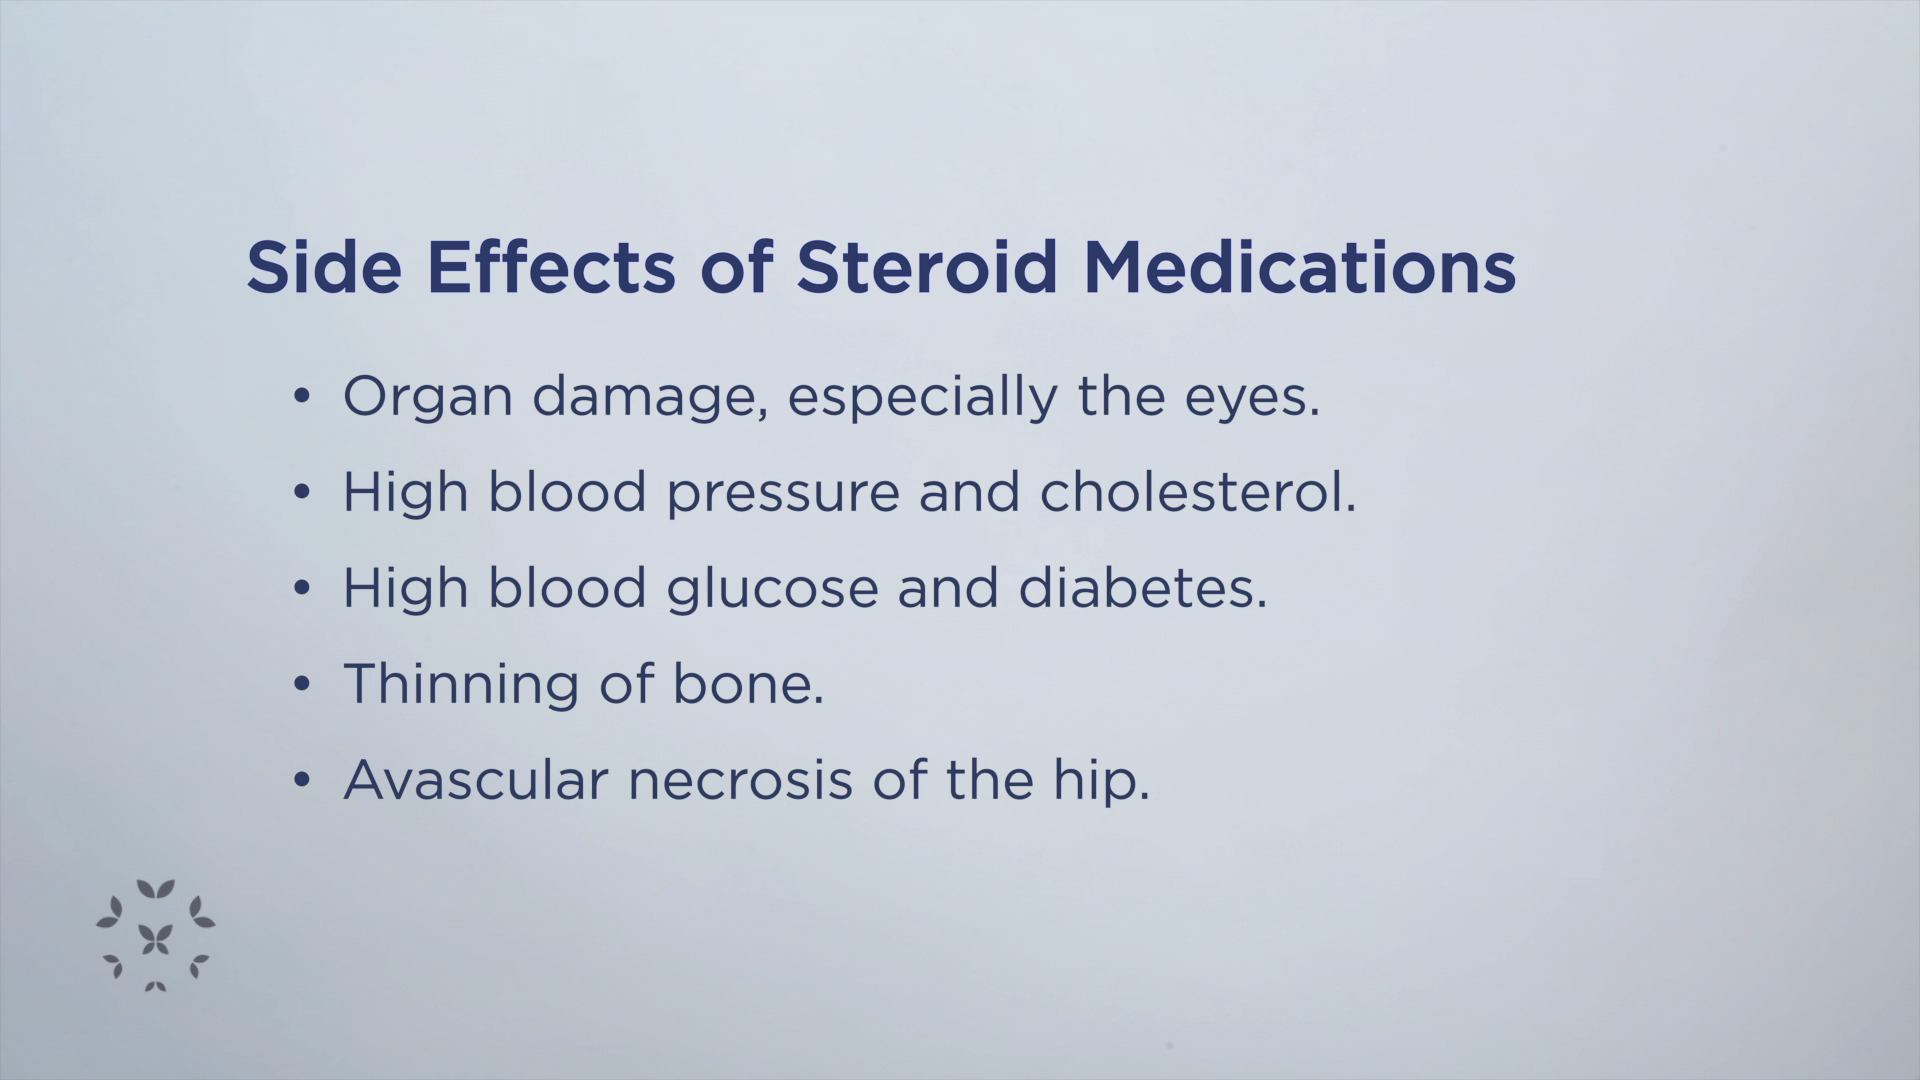 Side Effects of Steroid Medications
• Organ damage, especially the eyes.
• High blood pressure and cholesterol.
• High blood glucose and diabetes.
• Thinning of bone.
• Avascular necrosis of the hip.